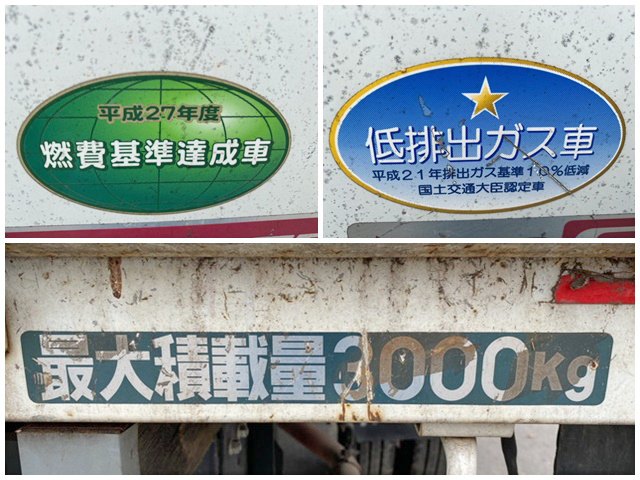 平成27年度
燃費基準達成車
低排出ガス車
平成21年排出ガス基準10%低減
国土交通大臣認定車
最大積載量3000Kg